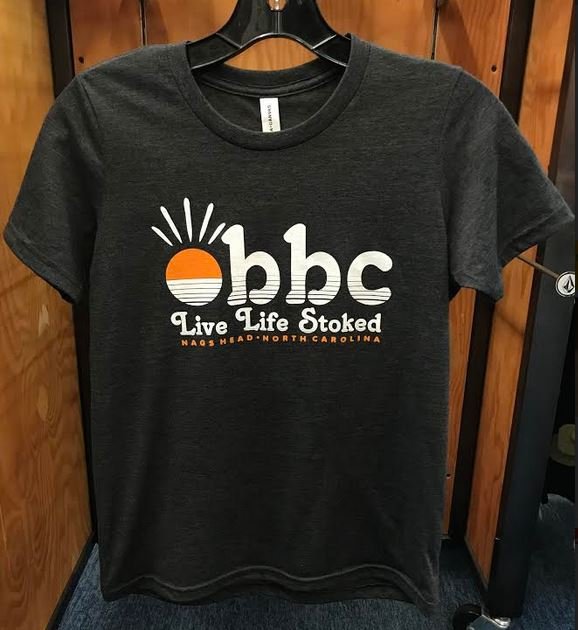 obbc
Live Life Stoked
NAGS HEAD•NORTH CAROLINA